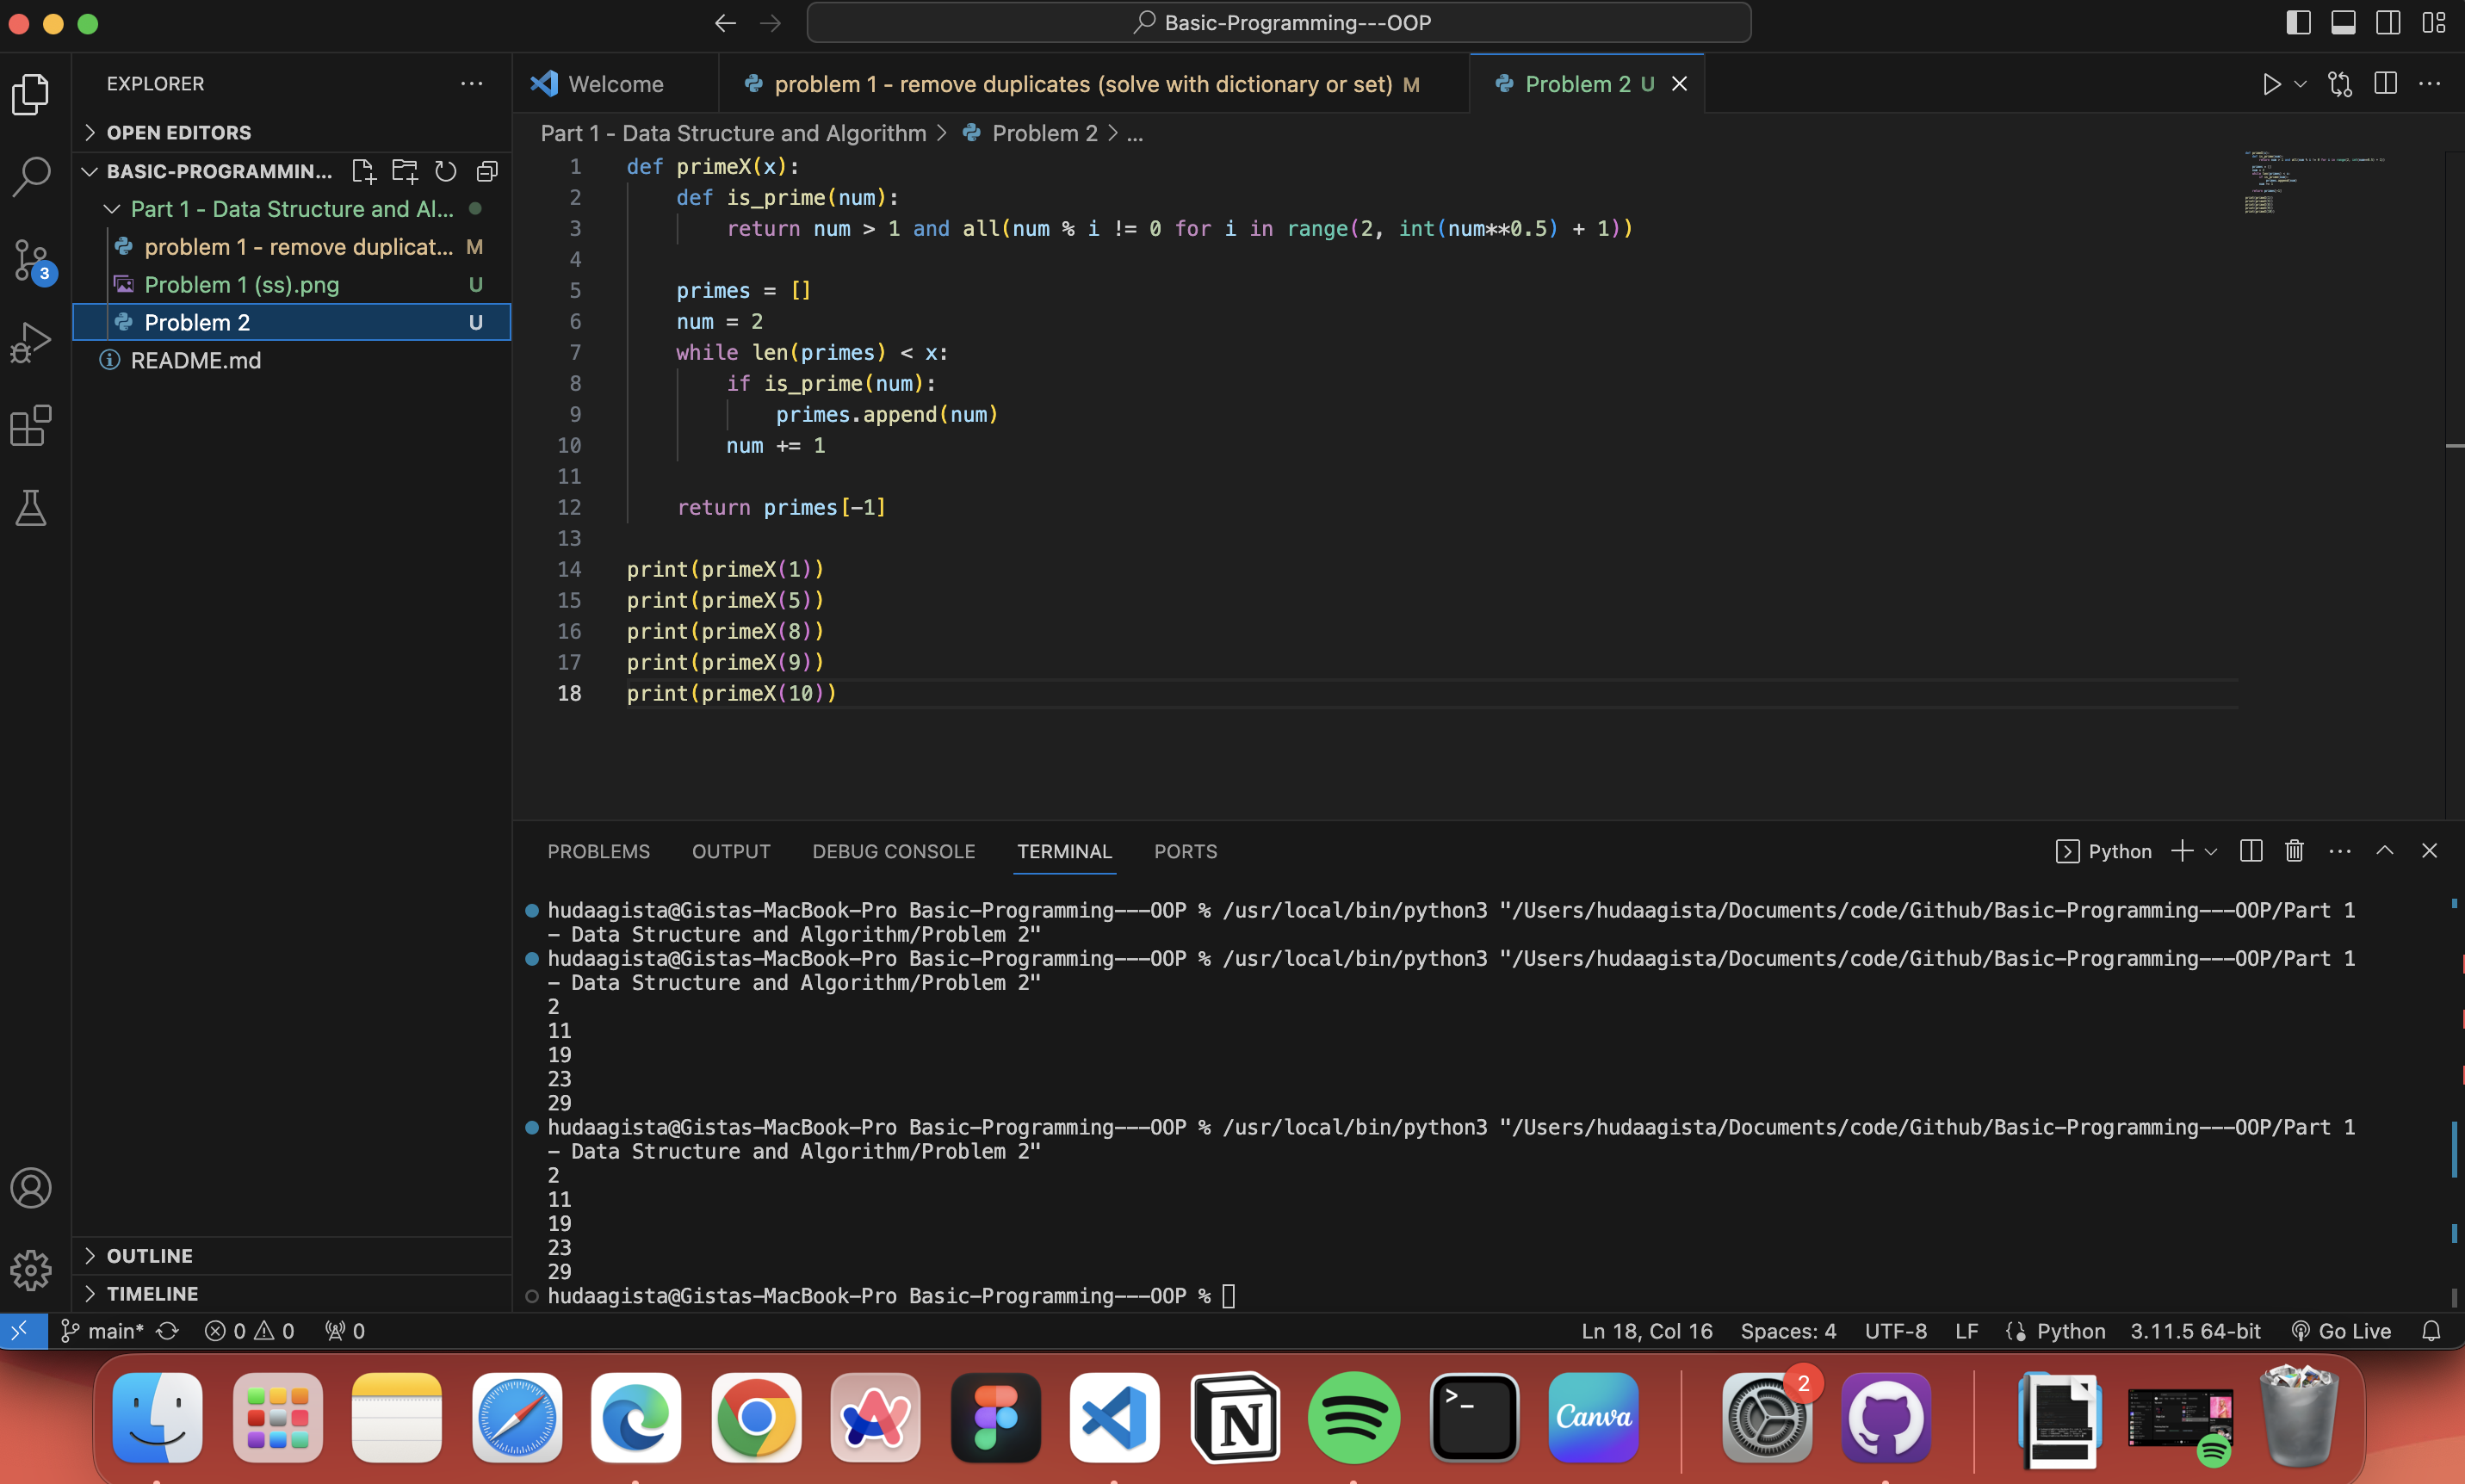 Basic-Programming---OOP
EXPLORER
OPEN EDITORS
BASIC-PROGRAMMIN...
Part 1 - Data Structure and Al...
problem 1 - remove duplicat... M
Problem 1 (ss).png U
Problem 2 U
README.md
3
OUTLINE
TIMELINE
Welcome
problem 1 - remove duplicates (solve with dictionary or set) M
Problem 2 U
Part 1 - Data Structure and Algorithm > Problem 2 > ...
1 def primeX(x):
2 def is_prime(num):
3 return num > 1 and all(num % i != 0 for i in range(2, int(num**0.5) + 1))
4
5 primes = []
6 num = 2
7 while len(primes) < x:
8 if is_prime(num):
9 primes.append(num)
10 num += 1
11
12 return primes[-1]
13
14 print(primeX(1))
15 print(primeX(5))
16 print(primeX(8))
17 print(primeX(9))
18 print(primeX(10))
PROBLEMS OUTPUT DEBUG CONSOLE TERMINAL PORTS
Python
hudaagista@Gistas-MacBook-Pro Basic-Programming---OOP % /usr/local/bin/python3 "/Users/hudaagista/Documents/code/Github/Basic-Programming---OOP/Part 1
- Data Structure and Algorithm/Problem 2"
hudaagista@Gistas-MacBook-Pro Basic-Programming---OOP % /usr/local/bin/python3 "/Users/hudaagista/Documents/code/Github/Basic-Programming---OOP/Part 1
- Data Structure and Algorithm/Problem 2"
2
11
19
23
29
hudaagista@Gistas-MacBook-Pro Basic-Programming---OOP % /usr/local/bin/python3 "/Users/hudaagista/Documents/code/Github/Basic-Programming---OOP/Part 1
- Data Structure and Algorithm/Problem 2"
2
11
19
23
29
hudaagista@Gistas-MacBook-Pro Basic-Programming---OOP %
main* 0 0 0
Ln 18, Col 16 Spaces: 4 UTF-8 LF Python 3.11.5 64-bit Go Live
N
>_
Canva
2